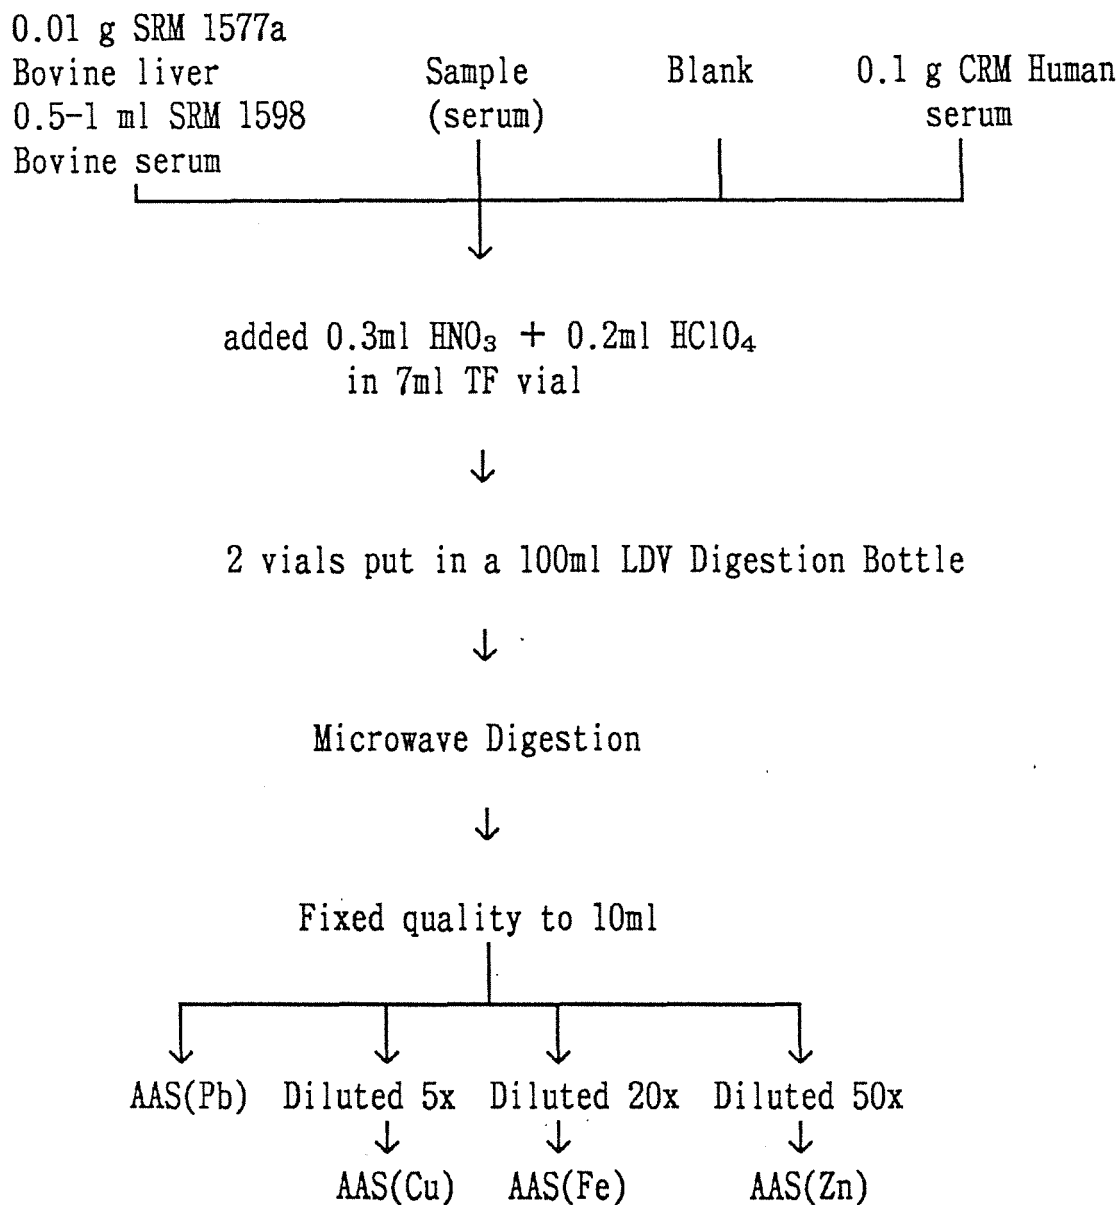 0.01 g SRM 1577a
Bovine liver
0.5-1 ml SRM 1598
Bovine serum
Sample
(serum)
Blank
0.1 g CRM Human
serum
added 0.3ml HNO₃ + 0.2ml HClO₄
in 7ml TF vial
2 vials put in a 100ml LDV Digestion Bottle
Microwave Digestion
Fixed quality to 10ml
AAS(Pb) Diluted 5x Diluted 20x Diluted 50x
AAS(Cu) AAS(Fe) AAS(Zn)